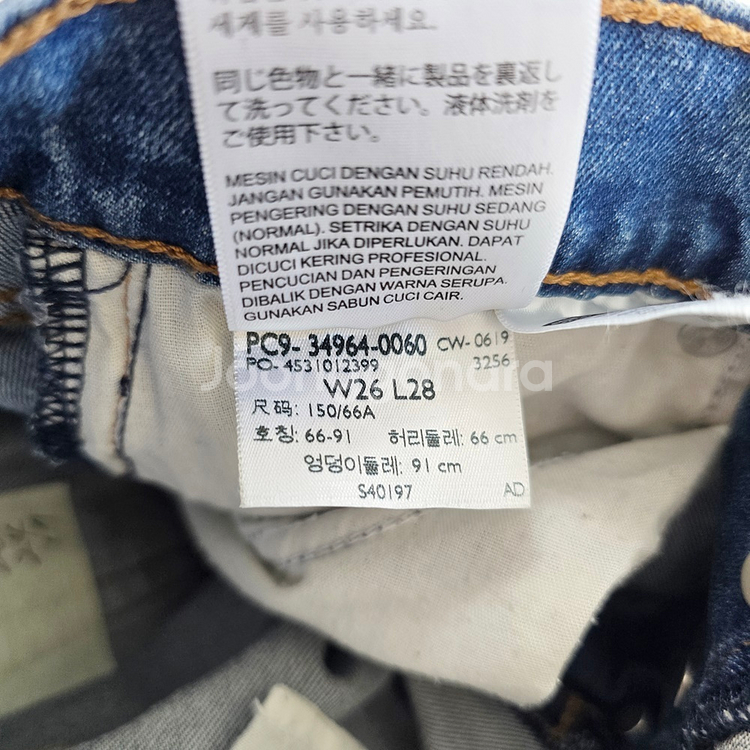 세제를 사용하세요.
同じ色物と一緒に製品を裏返し
て洗ってください。液体洗剤を
ご使用下さい。
MESIN CUCI DENGAN SUHU RENDAH.
JANGAN GUNAKAN PEMUTIH. MESIN
PENGERING DENGAN SUHU SEDANG
(NORMAL). SETRIKA DENGAN SUHU
NORMAL JIKA DIPERLUKAN. DAPAT
DICUCI KERING PROFESIONAL.
PENCUCIAN DAN PENGERINGAN
DIBALIK DENGAN WARNA SERUPA.
GUNAKAN SABUN CUCI CAIR.
PC9- 34964-0060 CW- 0619
PO- 4531012399 3256
W26 L28
尺码: 150/66A
호칭: 66-91 허리둘레: 66 cm
엉덩이둘레: 91 cm
S40197 AD